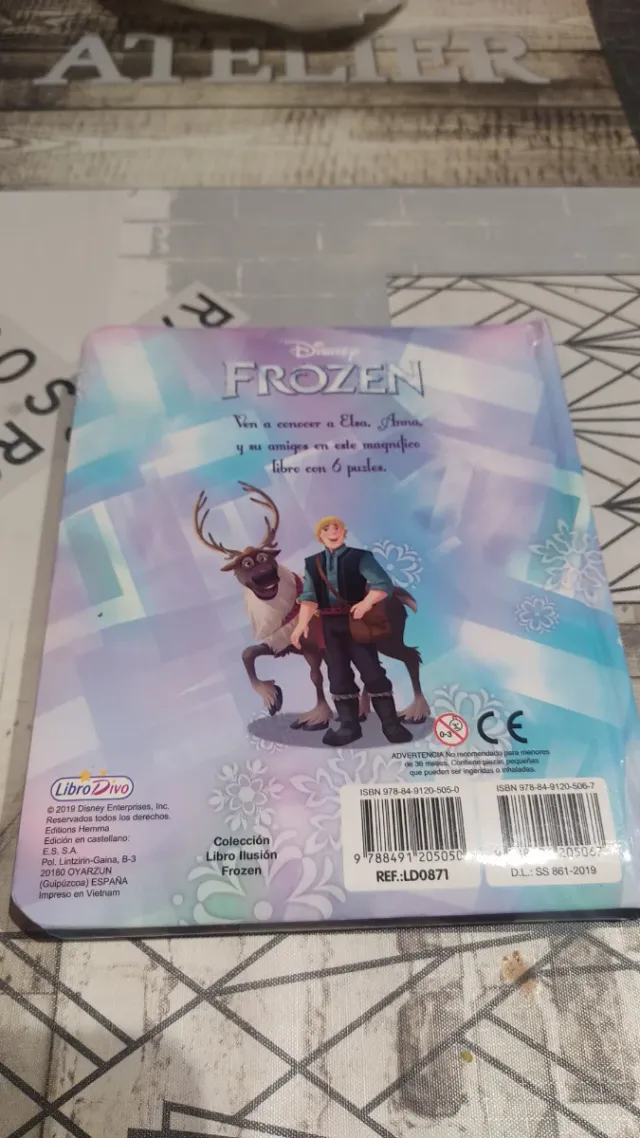 ATELIER
Disney
FROZEN
Ven a conocer a Elsa, Anna,
y su amigos en este magnífico
libro con 6 puzles.
0-3
CE
ADVERTENCIA No recomendado para menores
de 36 meses. Contiene piezas pequeñas
que pueden ser ingeridas o inhaladas.
Libro Divo
© 2019 Disney Enterprises, Inc.
Reservados todos los derechos.
Editions Hemma
Edición en castellano:
E.S. S.A.
Pol. Lintzirin-Gaina, B-3
20180 OYARZUN
(Guipúzcoa) ESPAÑA
Impreso en Vietnam
Colección
Libro Ilusión
Frozen
ISBN 978-84-9120-505-0
9 788491 205050
REF.:LD0871
ISBN 978-84-9120-506-7
D.L.: SS 861-2019